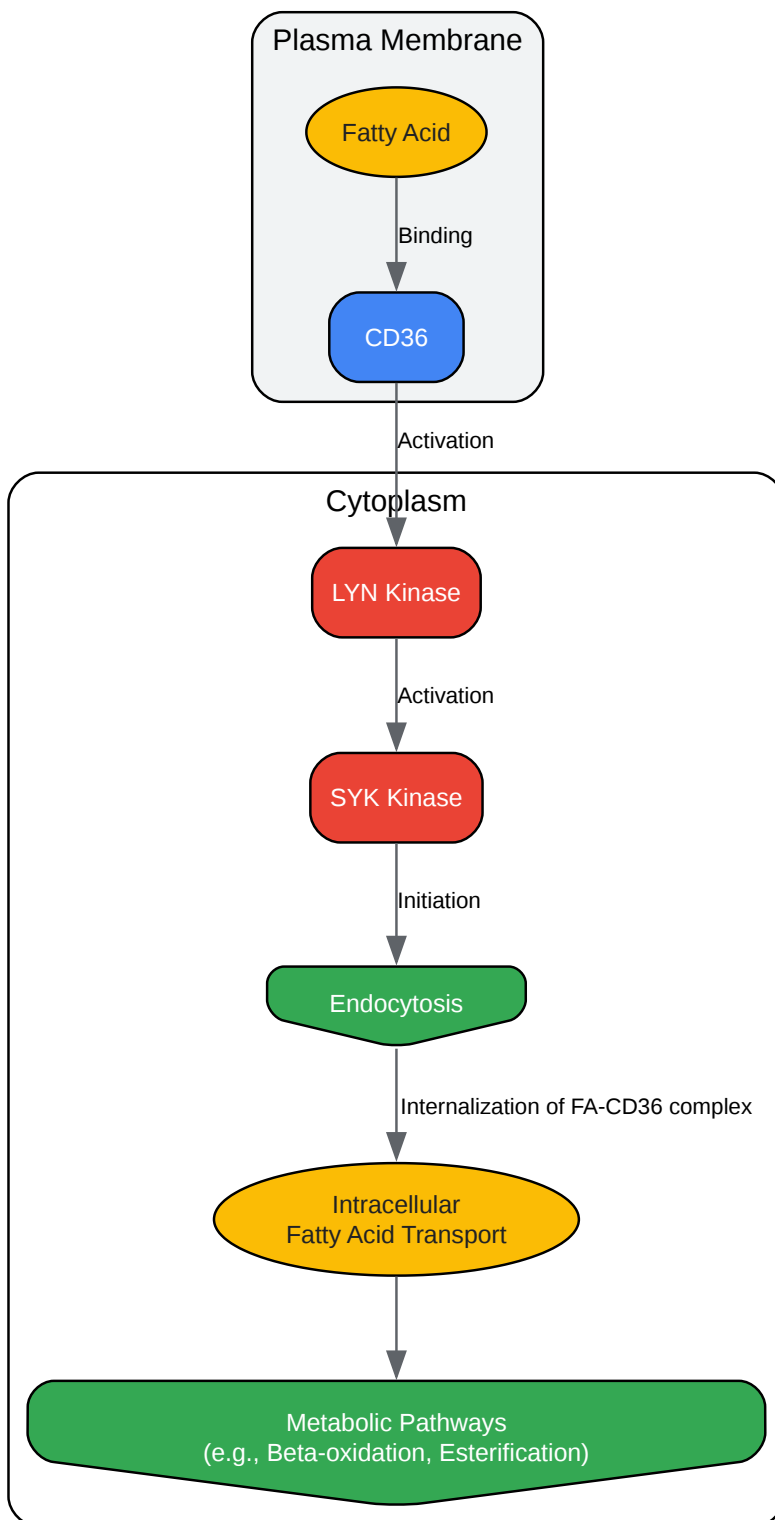 Plasma Membrane
Fatty Acid
Binding
CD36
Activation
Cytoplasm
LYN Kinase
Activation
SYK Kinase
Initiation
Endocytosis
Internalization of FA-CD36 complex
Intracellular
Fatty Acid Transport
Metabolic Pathways
(e.g., Beta-oxidation, Esterification)